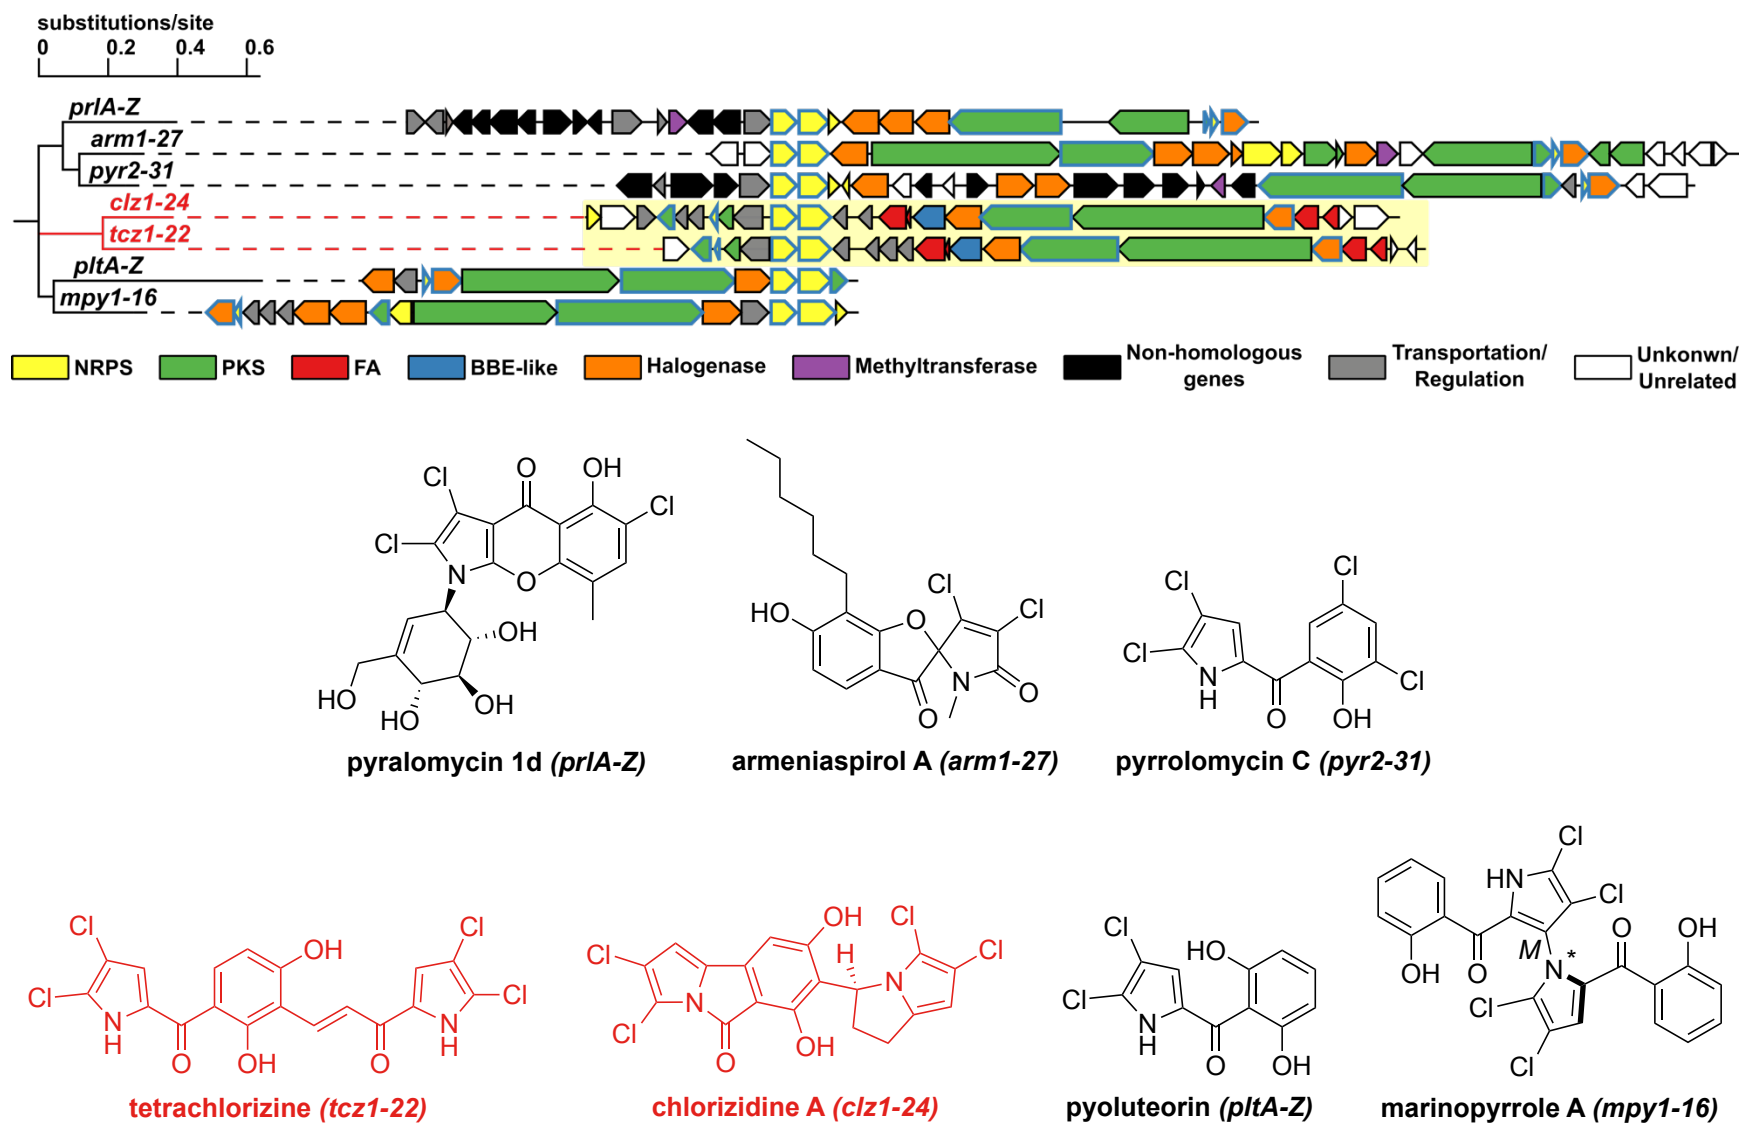 substitutions/site
0 0.2 0.4 0.6
prlA-Z
arm1-27
pyr2-31
clz1-24
tcz1-22
pltA-Z
mpy1-16
NRPS PKS FA BBE-like Halogenase Methyltransferase Non-homologous genes Transportation/ Regulation Unkonwn/ Unrelated
Cl O OH Cl Cl N O OH HO HO OH
pyralomycin 1d (prlA-Z)
HO O Cl Cl N O O
armeniaspirol A (arm1-27)
Cl Cl Cl N H O OH Cl
pyrrolomycin C (pyr2-31)
Cl Cl N H O OH OH O N H Cl Cl
tetrachlorizine (tcz1-22)
Cl Cl N O OH OH H N Cl Cl
chlorizidine A (clz1-24)
Cl Cl N H O HO OH
pyoluteorin (pltA-Z)
OH O HN Cl Cl M N * O OH Cl Cl
marinopyrrole A (mpy1-16)